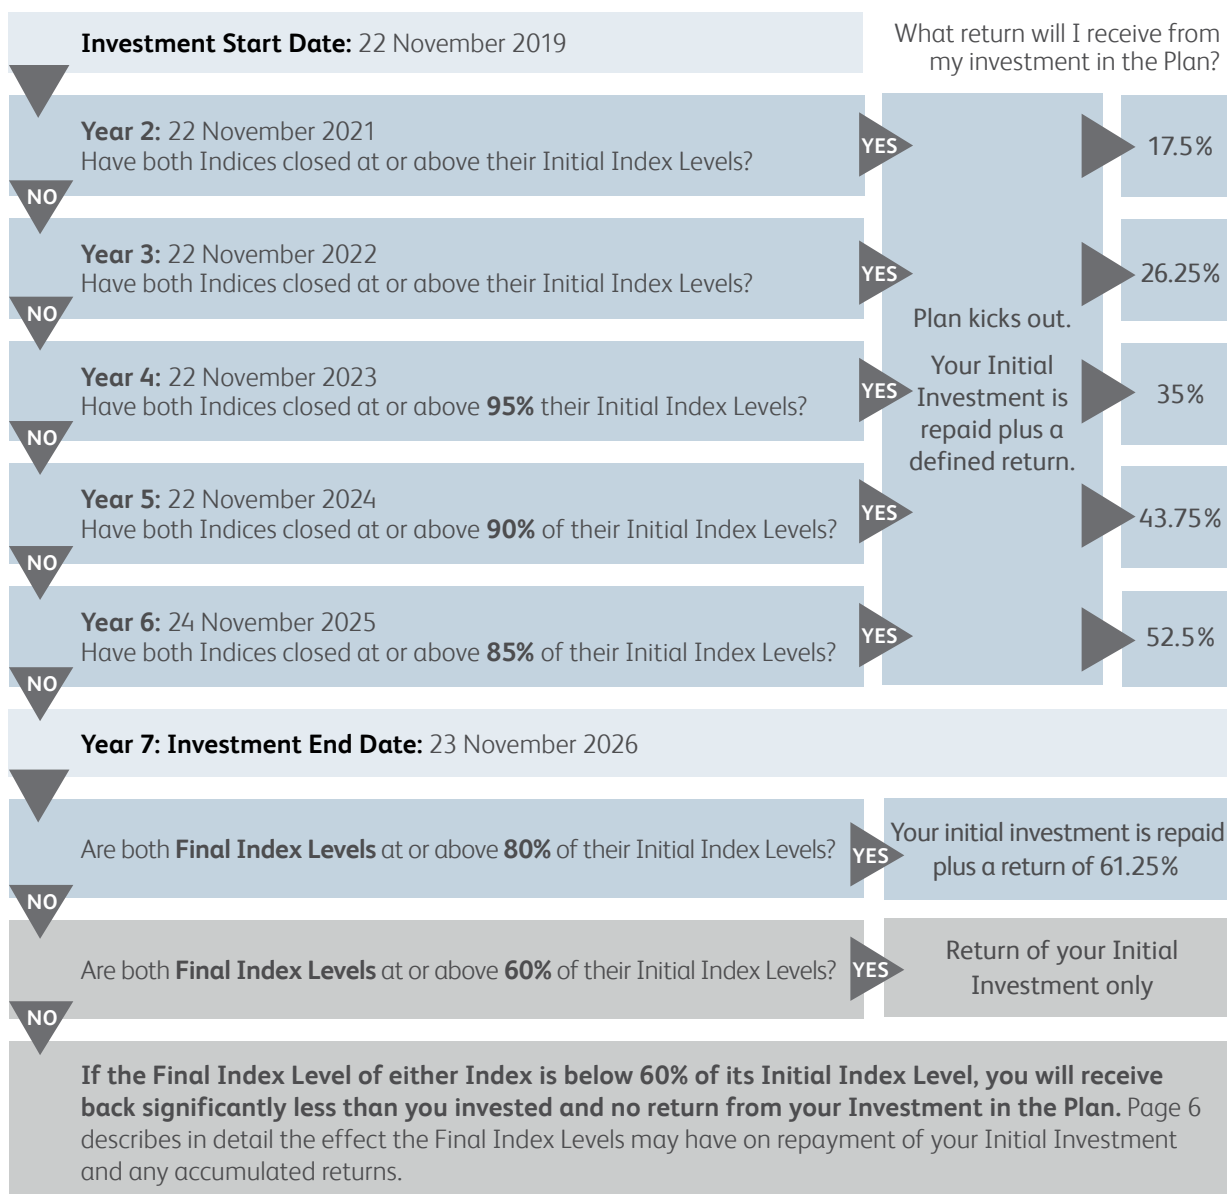 Investment Start Date: 22 November 2019
What return will I receive from
my investment in the Plan?
Year 2: 22 November 2021
Have both Indices closed at or above their Initial Index Levels?
YES
17.5%
NO
Year 3: 22 November 2022
Have both Indices closed at or above their Initial Index Levels?
YES
26.25%
NO
Plan kicks out.
Your Initial
Investment is
repaid plus a
defined return.
Year 4: 22 November 2023
Have both Indices closed at or above 95% their Initial Index Levels?
YES
35%
NO
Year 5: 22 November 2024
Have both Indices closed at or above 90% of their Initial Index Levels?
YES
43.75%
NO
Year 6: 24 November 2025
Have both Indices closed at or above 85% of their Initial Index Levels?
YES
52.5%
NO
Year 7: Investment End Date: 23 November 2026
Are both Final Index Levels at or above 80% of their Initial Index Levels?
YES
Your initial investment is repaid
plus a return of 61.25%
NO
Are both Final Index Levels at or above 60% of their Initial Index Levels?
YES
Return of your Initial
Investment only
NO
If the Final Index Level of either Index is below 60% of its Initial Index Level, you will receive
back significantly less than you invested and no return from your Investment in the Plan. Page 6
describes in detail the effect the Final Index Levels may have on repayment of your Initial Investment
and any accumulated returns.